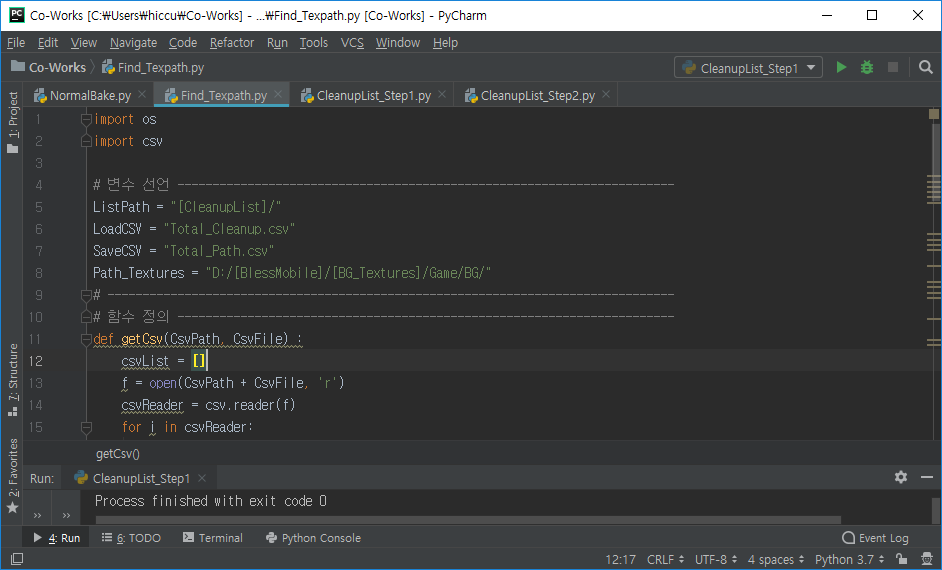 Co-Works [C:₩Users₩hiccu₩Co-Works] - ...₩Find_Texpath.py [Co-Works] - PyCharm
File Edit View Navigate Code Refactor Run Tools VCS Window Help
Co-Works Find_Texpath.py CleanupList_Step1
NormalBake.py Find_Texpath.py CleanupList_Step1.py CleanupList_Step2.py
1: Project
7: Structure
2: Favorites
1 import os
2 import csv
3
4 # 변수 선언 -----------------------------------------------------------------------
5 ListPath = "[CleanupList]/"
6 LoadCSV = "Total_Cleanup.csv"
7 SaveCSV = "Total_Path.csv"
8 Path_Textures = "D:/[BlessMobile]/[BG_Textures]/Game/BG/"
9 # ---------------------------------------------------------------------------------
10 # 함수 정의 -----------------------------------------------------------------------
11 def getCsv(CsvPath, CsvFile) :
12     csvList = []
13     f = open(CsvPath + CsvFile, 'r')
14     csvReader = csv.reader(f)
15     for i in csvReader:
getCsv()
Run: CleanupList_Step1
Process finished with exit code 0
4: Run 6: TODO Terminal Python Console Event Log
12:17 CRLF UTF-8 4 spaces Python 3.7